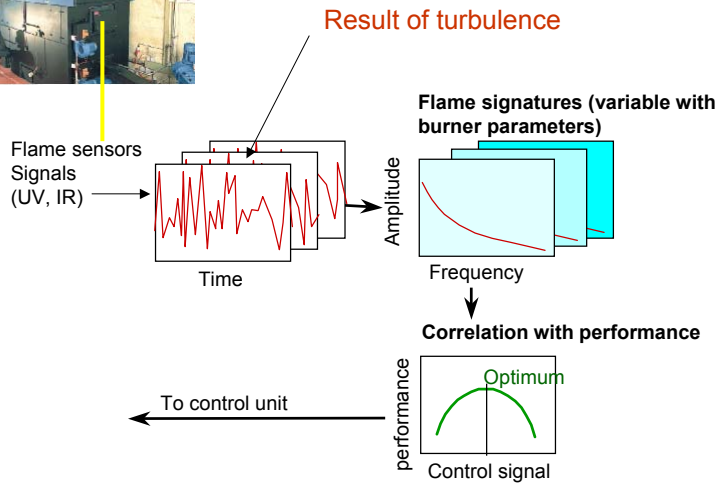 Result of turbulence
Flame signatures (variable with
burner parameters)
Flame sensors
Signals
(UV, IR)
Time
Amplitude
Frequency
Correlation with performance
Optimum
performance
Control signal
To control unit